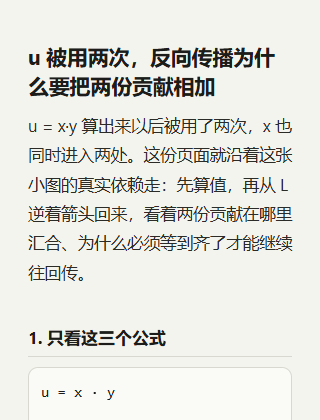 u 被用两次，反向传播为什
么要把两份贡献相加
u = x·y 算出来以后被用了两次，x 也
同时进入两处。这份页面就沿着这张
小图的真实依赖走：先算值，再从 L
逆着箭头回来，看着两份贡献在哪里
汇合、为什么必须等到齐了才能继续
往回传。
1. 只看这三个公式
u = x · y